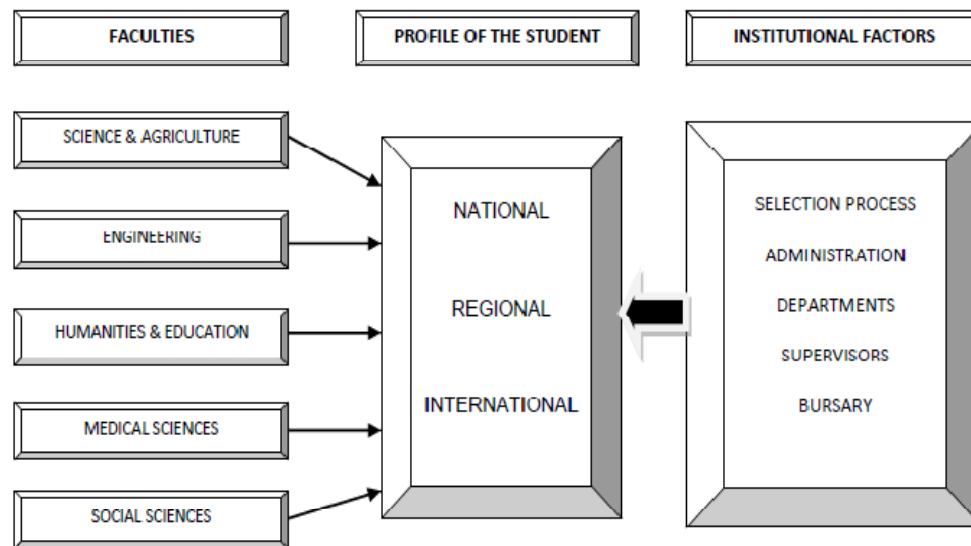 FACULTIES
PROFILE OF THE STUDENT
INSTITUTIONAL FACTORS
SCIENCE & AGRICULTURE
ENGINEERING
HUMANITIES & EDUCATION
MEDICAL SCIENCES
SOCIAL SCIENCES
NATIONAL
REGIONAL
INTERNATIONAL
SELECTION PROCESS
ADMINISTRATION
DEPARTMENTS
SUPERVISORS
BURSARY